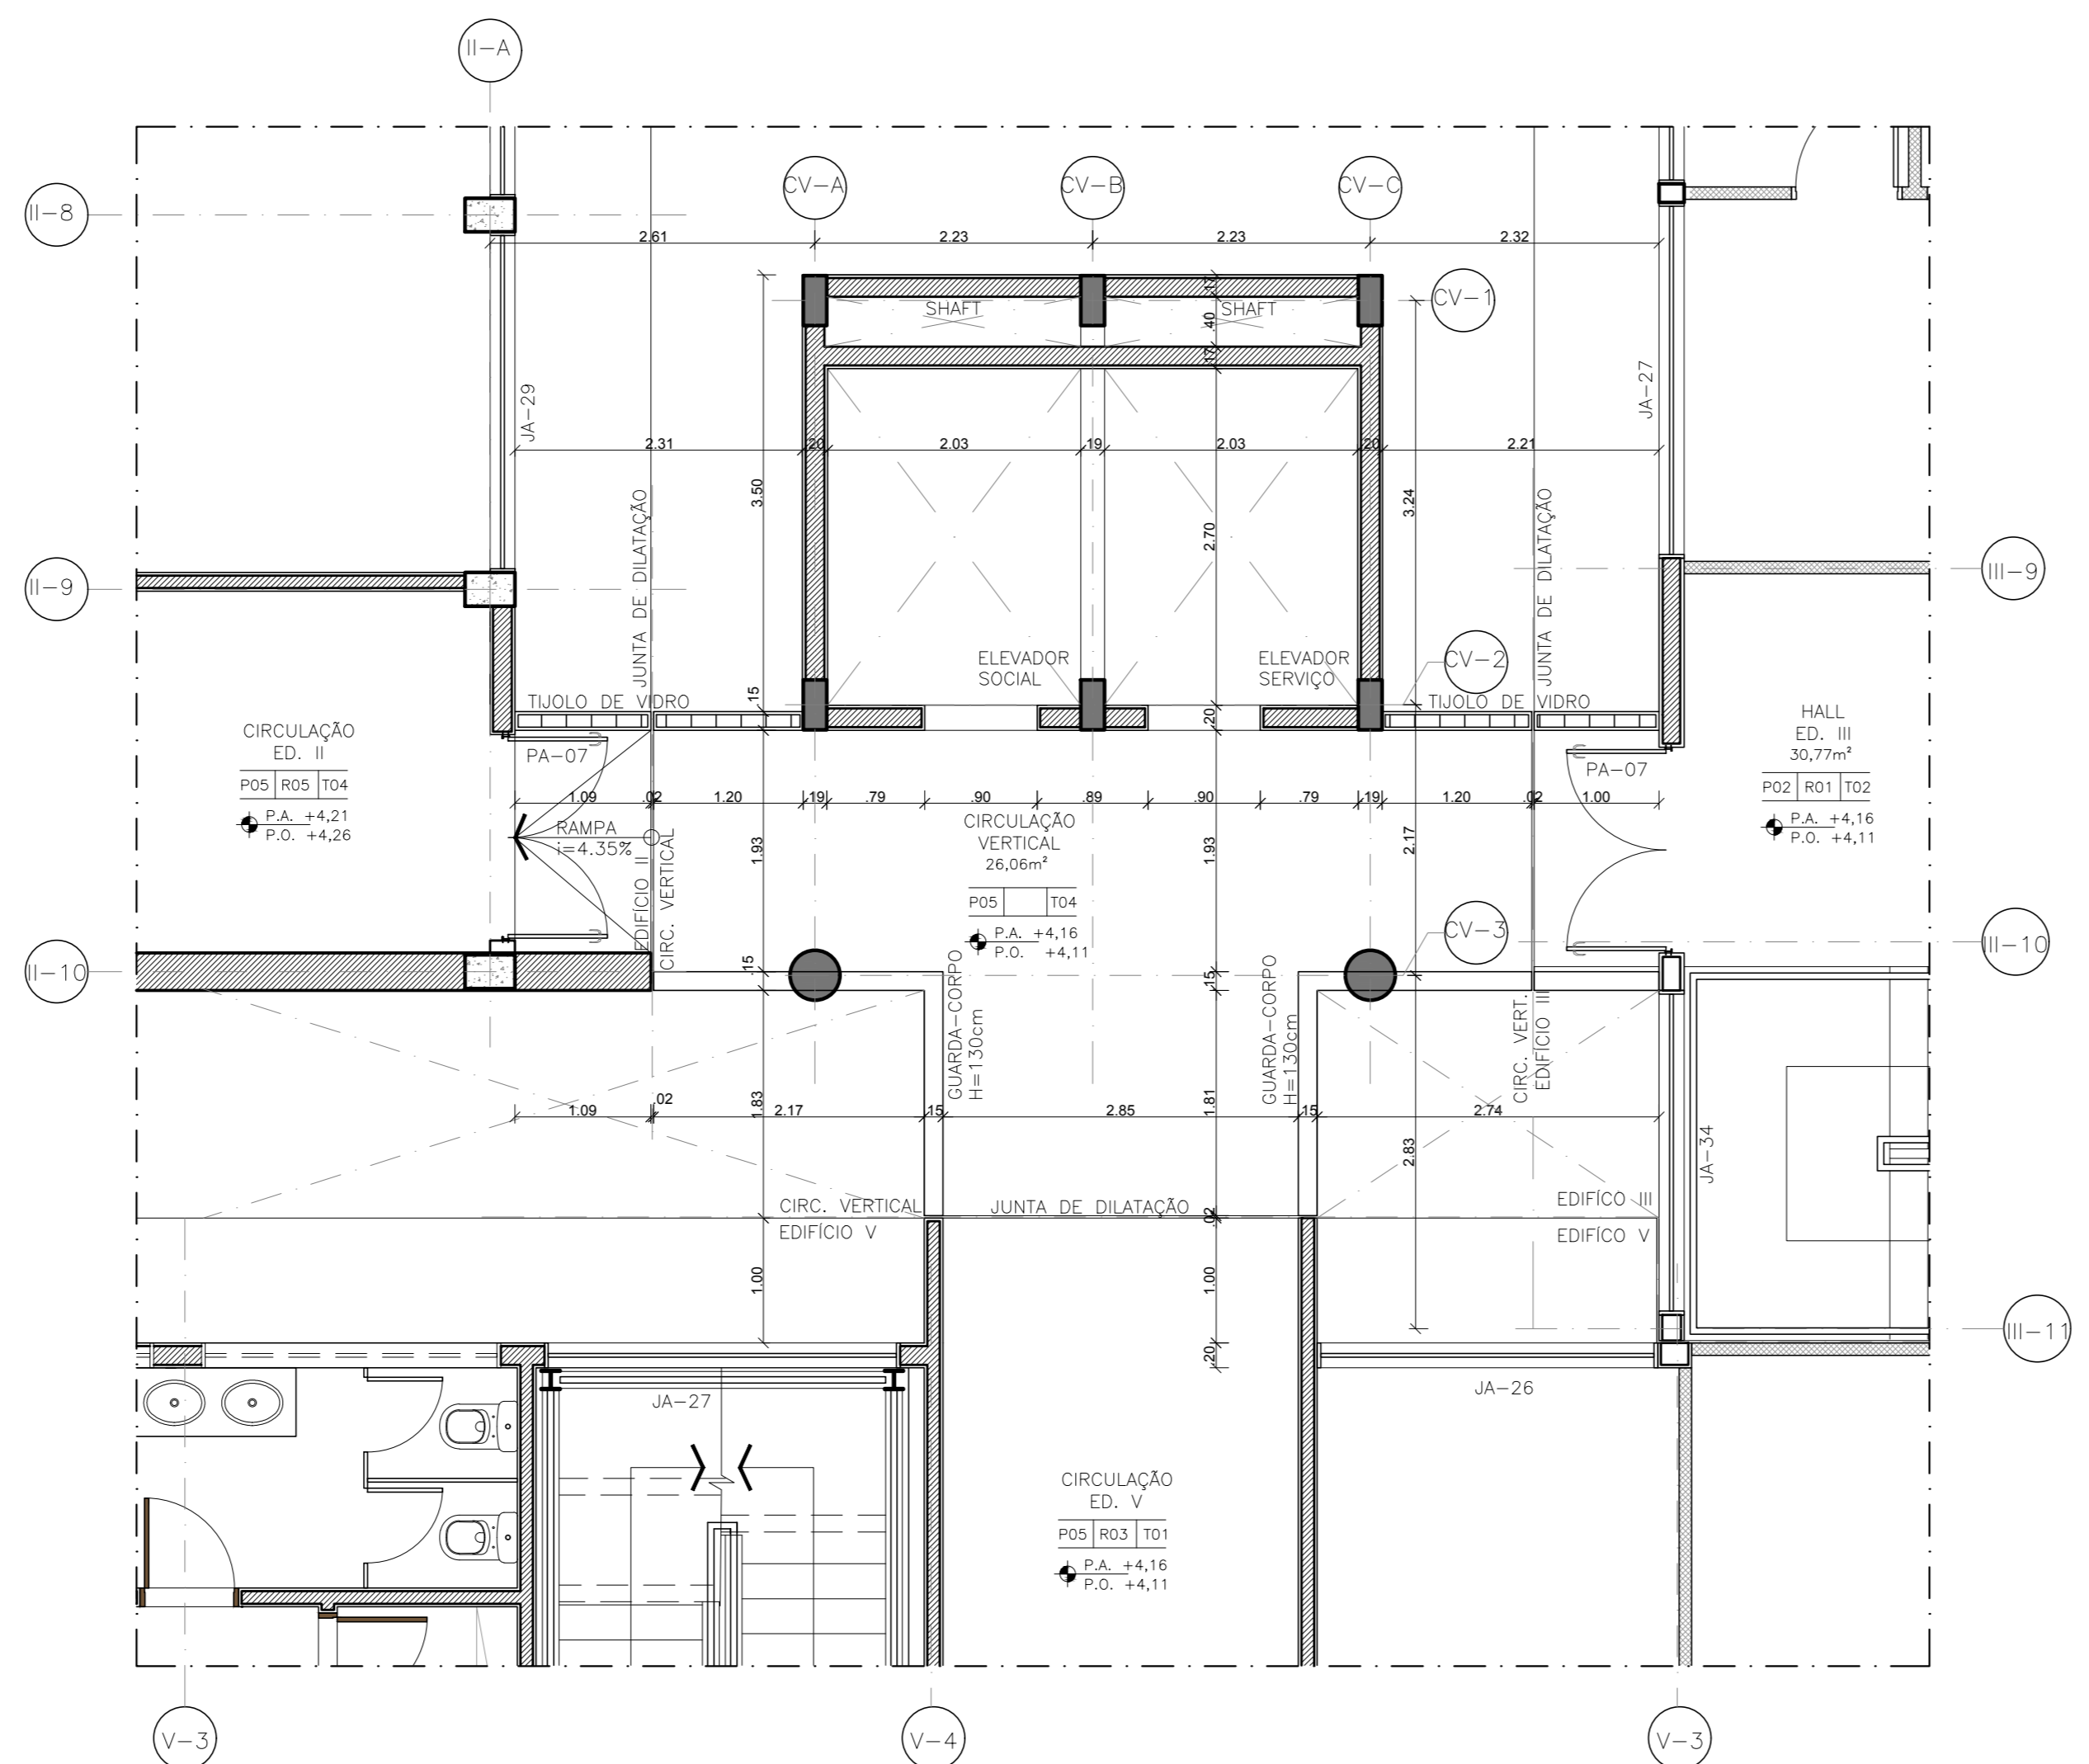 II-A
II-8
CV-A
CV-B
CV-C
2.61
2.23
2.23
2.32
CV-1
17
SHAFT
SHAFT
.40
17
JA-29
JA-27
2.31
20
2.03
19
2.03
20
2.21
3.50
3.24
2.70
JUNTA DE DILATAÇÃO
JUNTA DE DILATAÇÃO
II-9
III-9
ELEVADOR
SOCIAL
ELEVADOR
SERVIÇO
CV-2
.15
TIJOLO DE VIDRO
TIJOLO DE VIDRO
.20
CIRCULAÇÃO
ED. II
P05 R05 T04
P.A. +4,21
P.O. +4,26
PA-07
PA-07
HALL
ED. III
30,77m²
P02 R01 T02
P.A. +4,16
P.O. +4,11
1.09
.02
1.20
.19
.79
.90
.89
.90
.79
.19
1.20
.02
1.00
RAMPA
i=4.35%
EDIFÍCIO II
CIRC. VERTICAL
1.93
1.93
2.17
CIRCULAÇÃO
VERTICAL
26,06m²
P05 T04
P.A. +4,16
P.O. +4,11
CV-3
II-10
III-10
.15
.15
GUARDA-CORPO
H=130cm
GUARDA-CORPO
H=130cm
CIRC. VERT.
EDIFÍCIO III
1.09
.02
2.17
15
2.85
15
2.74
1.83
1.81
2.83
JA-34
CIRC. VERTICAL
EDIFÍCIO V
JUNTA DE DILATAÇÃO
.02
EDIFÍCO III
EDIFÍCO V
1.00
1.00
III-11
.20
JA-27
JA-26
CIRCULAÇÃO
ED. V
P05 R03 T01
P.A. +4,16
P.O. +4,11
V-3
V-4
V-3